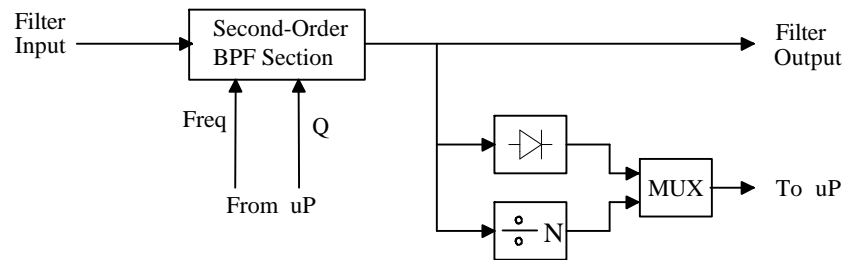 Filter
Input
Second-Order
BPF Section
Filter
Output
Freq
Q
From uP
MUX
To uP
÷ N